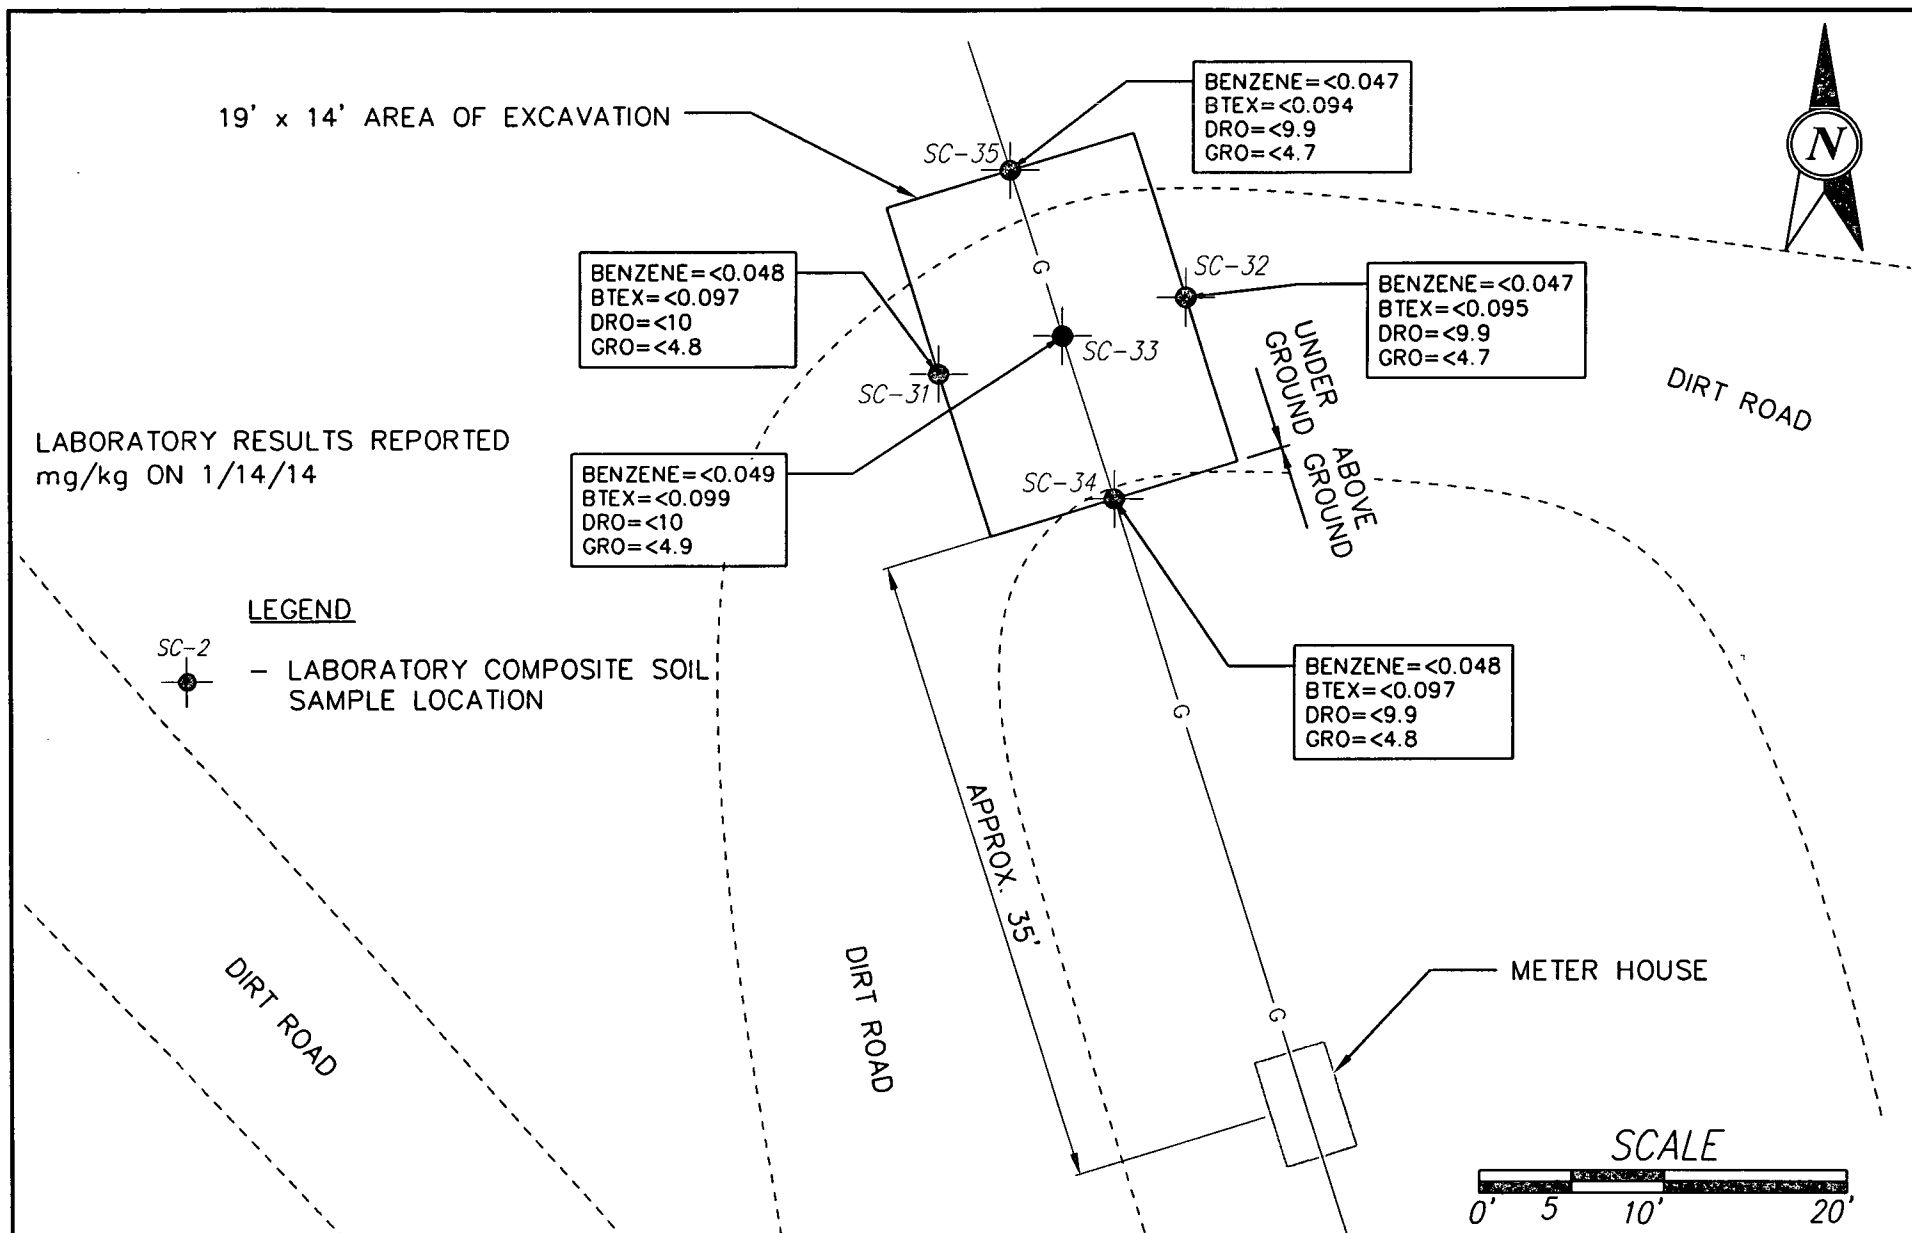 19' x 14' AREA OF EXCAVATION
BENZENE=<0.047
BTEX=<0.094
DRO=<9.9
GRO=<4.7
N
SC-35
BENZENE=<0.048
BTEX=<0.097
DRO=<10
GRO=<4.8
G
SC-32
BENZENE=<0.047
BTEX=<0.095
DRO=<9.9
GRO=<4.7
SC-33
SC-31
UNDER
GROUND
ABOVE
GROUND
DIRT ROAD
LABORATORY RESULTS REPORTED
mg/kg ON 1/14/14
BENZENE=<0.049
BTEX=<0.099
DRO=<10
GRO=<4.9
SC-34
LEGEND
SC-2
- LABORATORY COMPOSITE SOIL
SAMPLE LOCATION
BENZENE=<0.048
BTEX=<0.097
DRO=<9.9
GRO=<4.8
G
APPROX. 35'
DIRT ROAD
DIRT ROAD
METER HOUSE
G
SCALE
0' 5 10' 20'